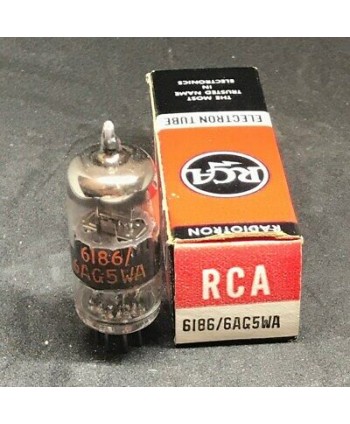 THE MOST
TRUSTED NAME
IN
ELECTRONICS
ELECTRON TUBE
RCA
RADIOTRON
RCA
6186/6AG5WA
6186/
6AG5WA